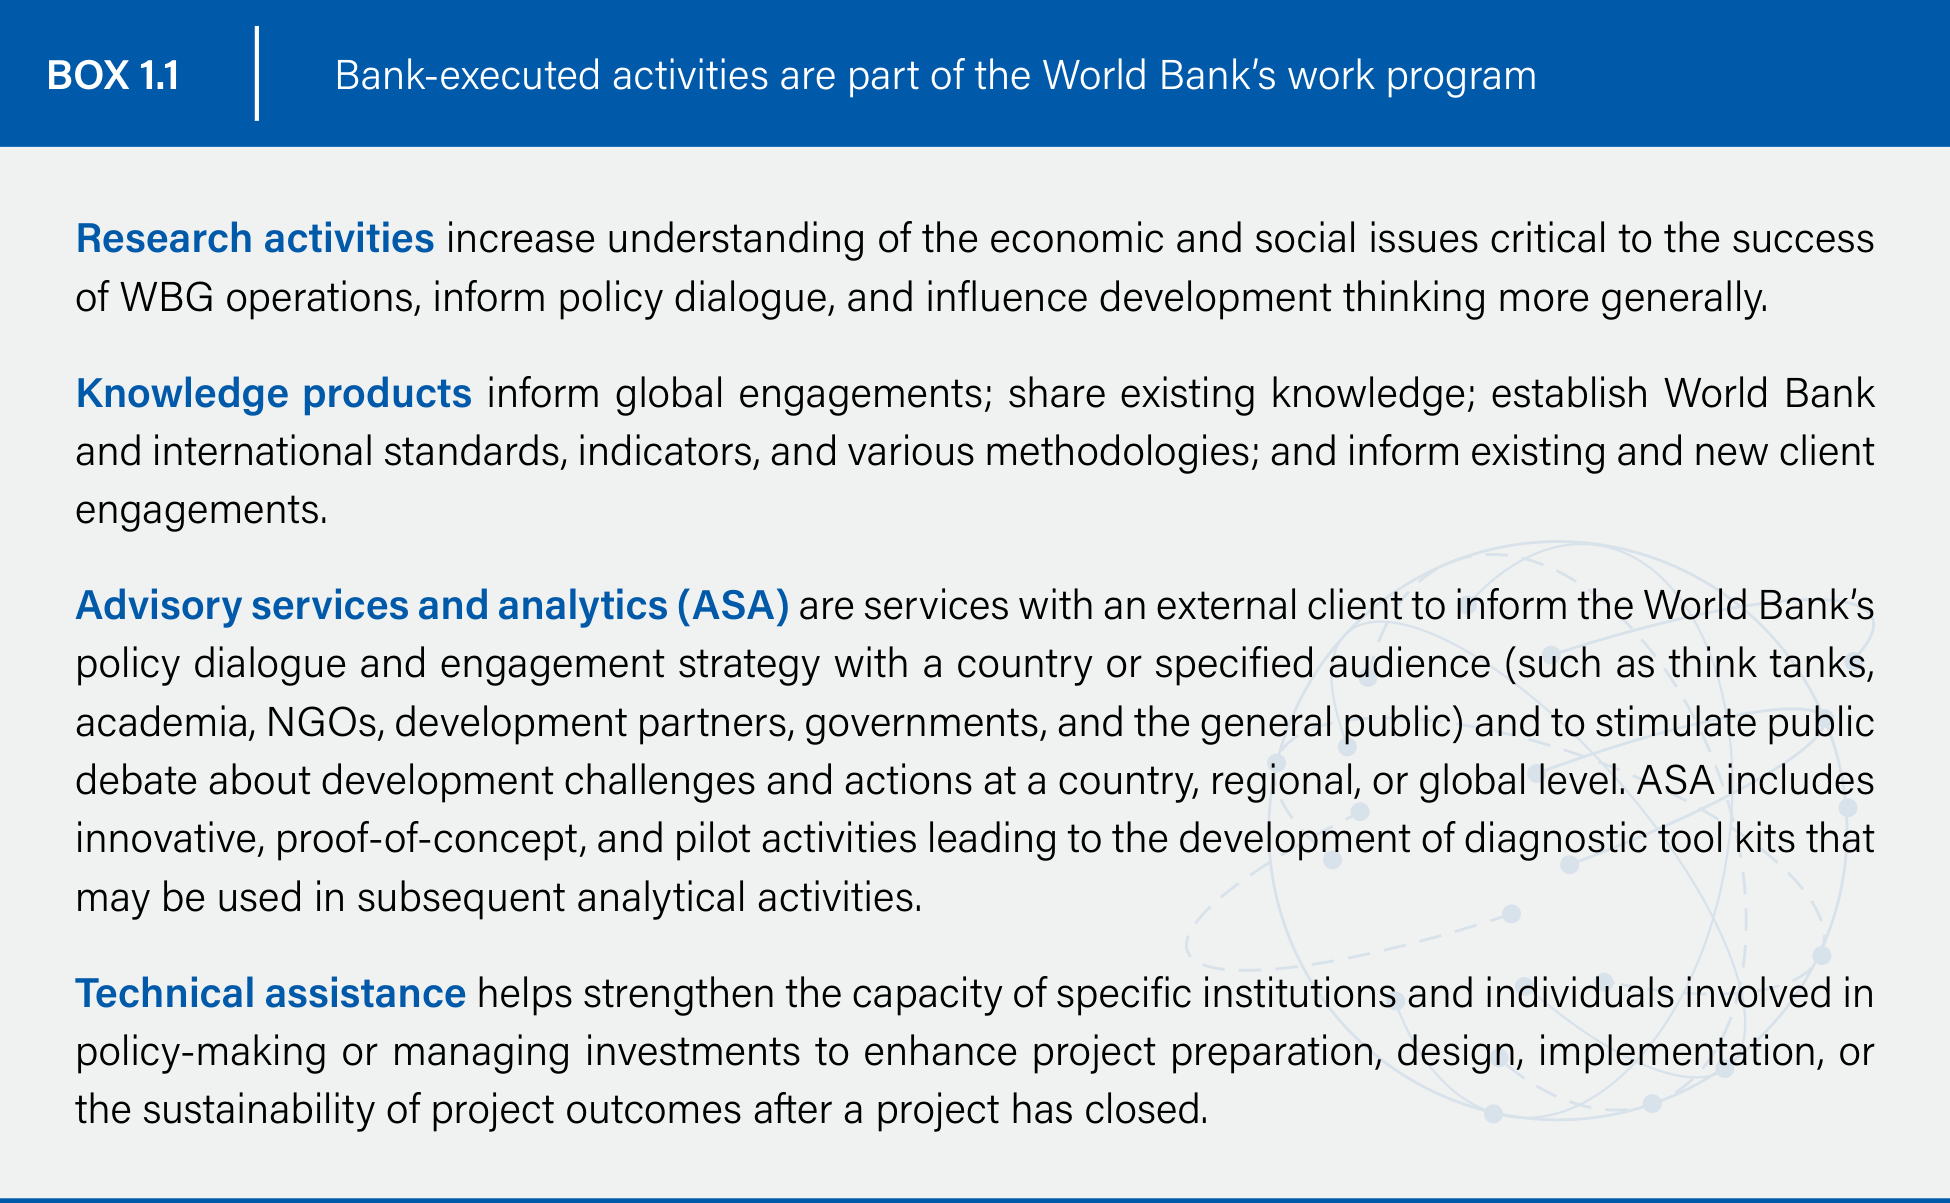 BOX 1.1
Bank-executed activities are part of the World Bank’s work program
Research activities increase understanding of the economic and social issues critical to the success
of WBG operations, inform policy dialogue, and influence development thinking more generally.
Knowledge products inform global engagements; share existing knowledge; establish World Bank
and international standards, indicators, and various methodologies; and inform existing and new client
engagements.
Advisory services and analytics (ASA) are services with an external client to inform the World Bank’s
policy dialogue and engagement strategy with a country or specified audience (such as think tanks,
academia, NGOs, development partners, governments, and the general public) and to stimulate public
debate about development challenges and actions at a country, regional, or global level. ASA includes
innovative, proof-of-concept, and pilot activities leading to the development of diagnostic tool kits that
may be used in subsequent analytical activities.
Technical assistance helps strengthen the capacity of specific institutions and individuals involved in
policy-making or managing investments to enhance project preparation, design, implementation, or
the sustainability of project outcomes after a project has closed.